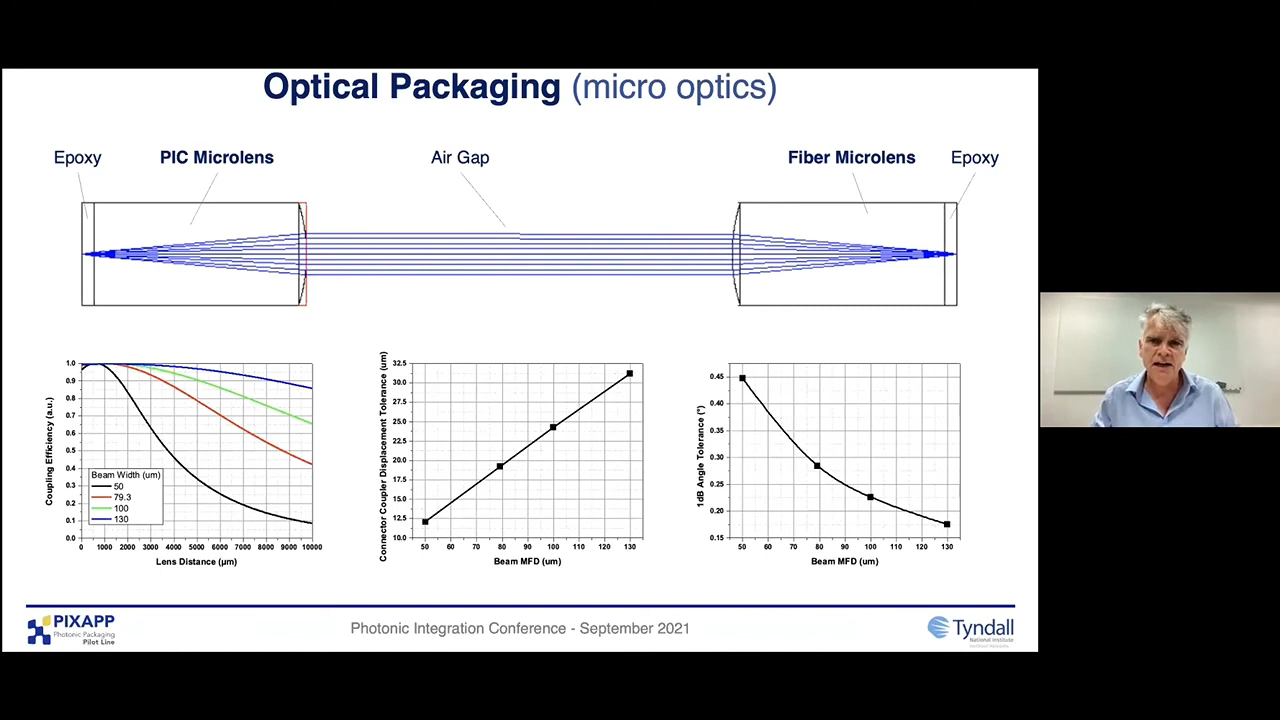 Optical Packaging (micro optics)
Epoxy
PIC Microlens
Air Gap
Fiber Microlens
Epoxy
Coupling Efficiency (a.u.)
1.0
0.9
0.8
0.7
0.6
0.5
0.4
0.3
0.2
0.1
0.0
Beam Width (um)
50
79.3
100
130
0 1000 2000 3000 4000 5000 6000 7000 8000 9000 10000
Lens Distance (µm)
Connector Coupler Displacement Tolerance (um)
32.5
30.0
27.5
25.0
22.5
20.0
17.5
15.0
12.5
10.0
50 60 70 80 90 100 110 120 130
Beam MFD (um)
1dB Angle Tolerance (°)
0.45
0.40
0.35
0.30
0.25
0.20
0.15
50 60 70 80 90 100 110 120 130
Beam MFD (um)
PIXAPP
Photonic Packaging
Pilot Line
Photonic Integration Conference - September 2021
Tyndall
National Institute